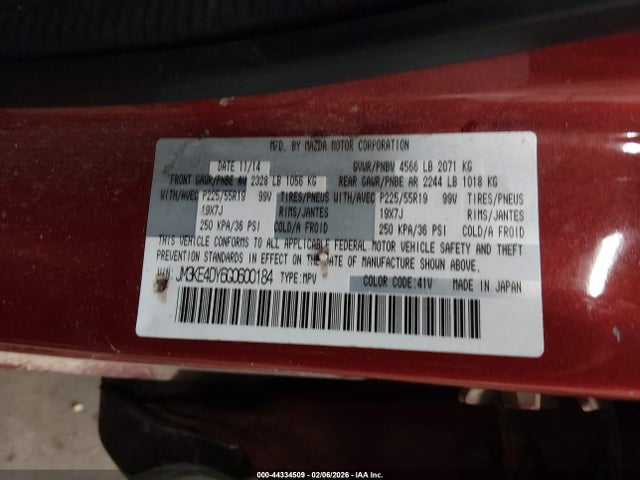 MFD. BY MAZDA MOTOR CORPORATION
DATE 11/14 GVWR/PNBV 4566 LB 2071 KG
FRONT GAWR/PNBE AV 2328 LB 1056 KG REAR GAWR/PNBE AR 2244 LB 1018 KG
WITH/AVEC P225/55R19 99V TIRES/PNEUS WITH/AVEC P225/55R19 99V TIRES/PNEUS
19X7J RIMS/JANTES 19X7J RIMS/JANTES
250 KPA/36 PSI COLD/A FROID 250 KPA/36 PSI COLD/A FROID
THIS VEHICLE CONFORMS TO ALL APPLICABLE FEDERAL MOTOR VEHICLE SAFETY AND THEFT
PREVENTION STANDARDS IN EFFECT ON THE DATE OF MANUFACTURE SHOWN ABOVE.
VIN: JM3KE4DY6G0600184 TYPE:MPV COLOR CODE:41V MADE IN JAPAN
000-44334509 - 02/06/2026 - IAA Inc.